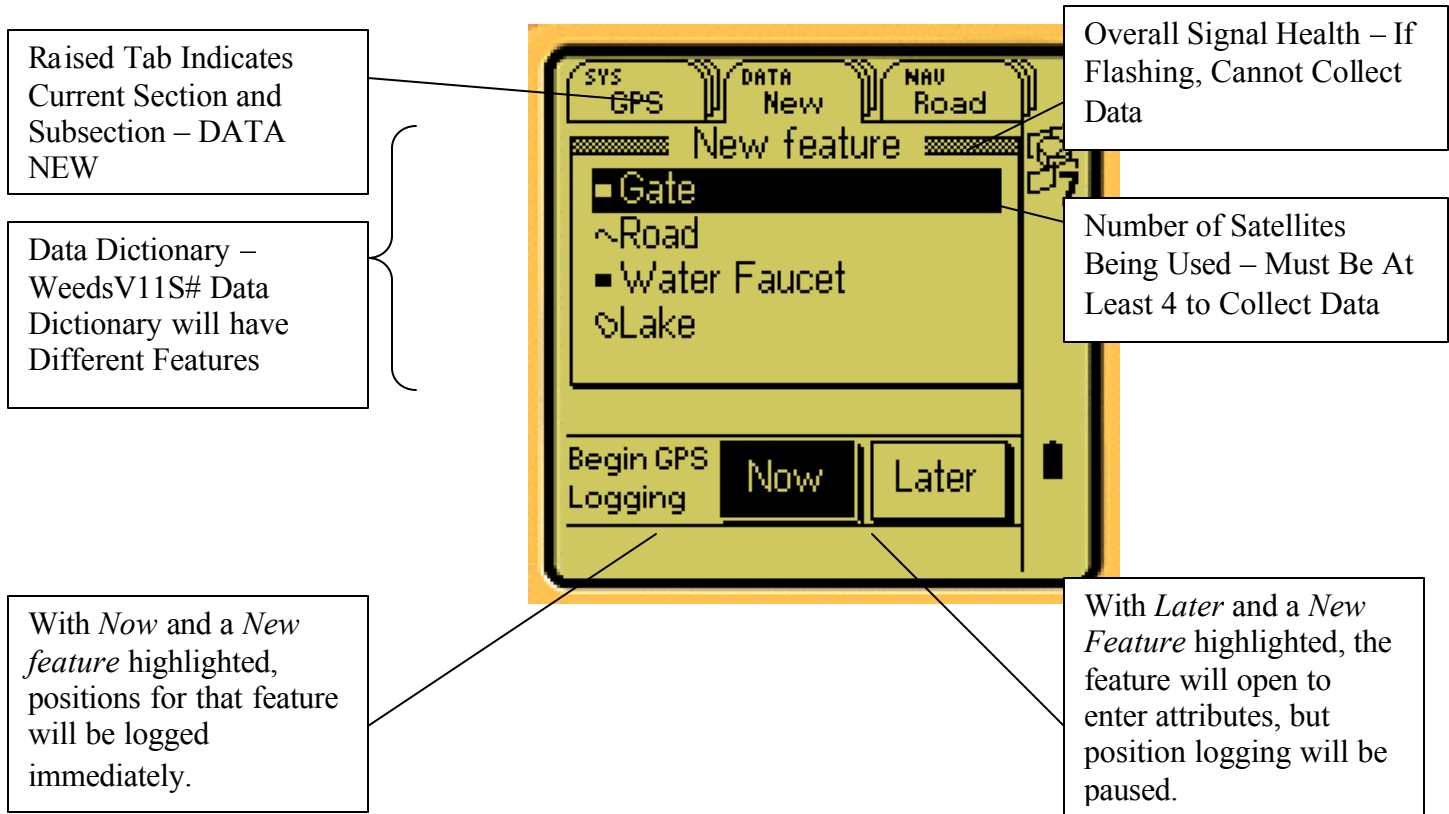 Raised Tab Indicates
Current Section and
Subsection – DATA
NEW
Data Dictionary –
WeedsV11S# Data
Dictionary will have
Different Features
SYS
GPS
DATA
New
NAV
Road
New feature
Gate
Road
Water Faucet
Lake
Begin GPS
Logging
Now
Later
Overall Signal Health – If
Flashing, Cannot Collect
Data
Number of Satellites
Being Used – Must Be At
Least 4 to Collect Data
With Now and a New
feature highlighted,
positions for that feature
will be logged
immediately.
With Later and a New
Feature highlighted, the
feature will open to
enter attributes, but
position logging will be
paused.